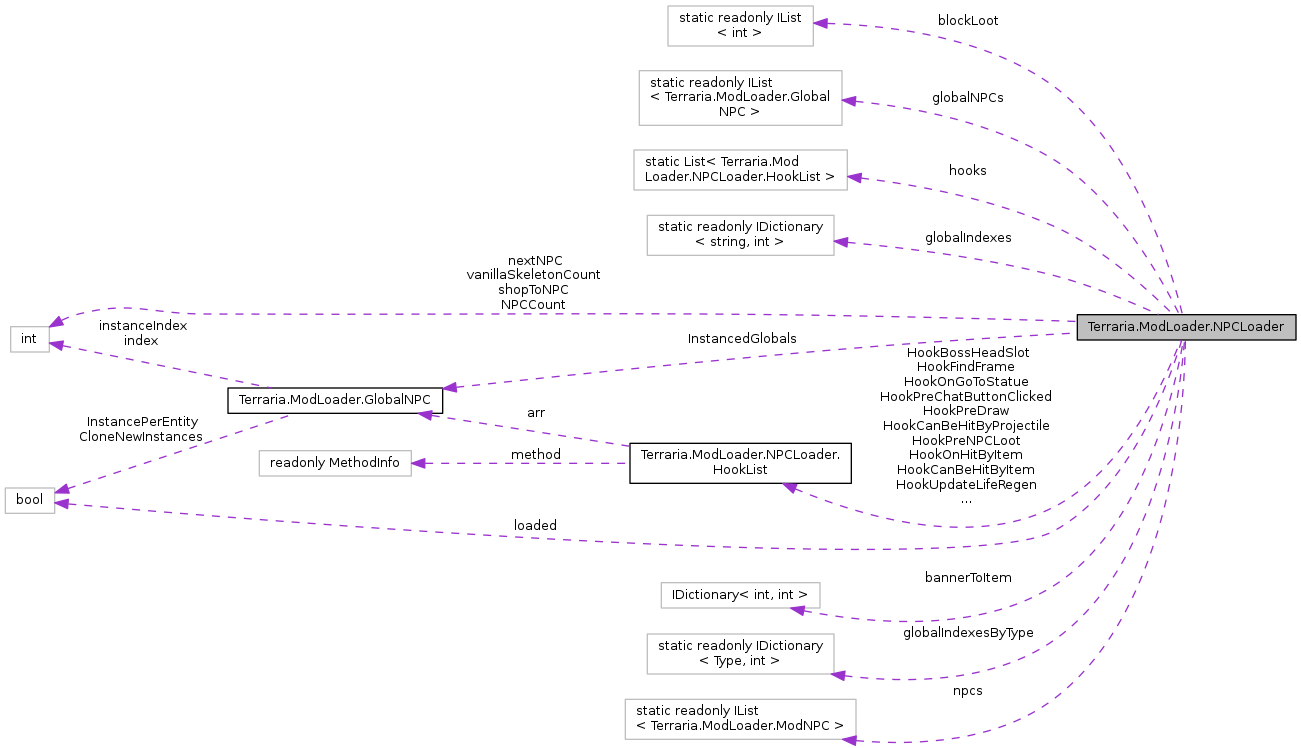 static readonly IList
< int >
blockLoot
static readonly IList
< Terraria.ModLoader.Global
NPC >
globalNPCs
static List< Terraria.Mod
Loader.NPCLoader.HookList >
hooks
static readonly IDictionary
< string, int >
globalIndexes
nextNPC
vanillaSkeletonCount
shopToNPC
NPCCount
int
instanceIndex
index
Terraria.ModLoader.NPCLoader
InstancedGlobals
Terraria.ModLoader.GlobalNPC
HookBossHeadSlot
HookFindFrame
HookOnGoToStatue
HookPreChatButtonClicked
HookPreDraw
HookCanBeHitByProjectile
HookPreNPCLoot
HookOnHitByItem
HookCanBeHitByItem
HookUpdateLifeRegen
...
arr
InstancePerEntity
CloneNewInstances
readonly MethodInfo
method
Terraria.ModLoader.NPCLoader.
HookList
bool
loaded
IDictionary< int, int >
bannerToItem
static readonly IDictionary
< Type, int >
globalIndexesByType
static readonly IList
< Terraria.ModLoader.ModNPC >
npcs